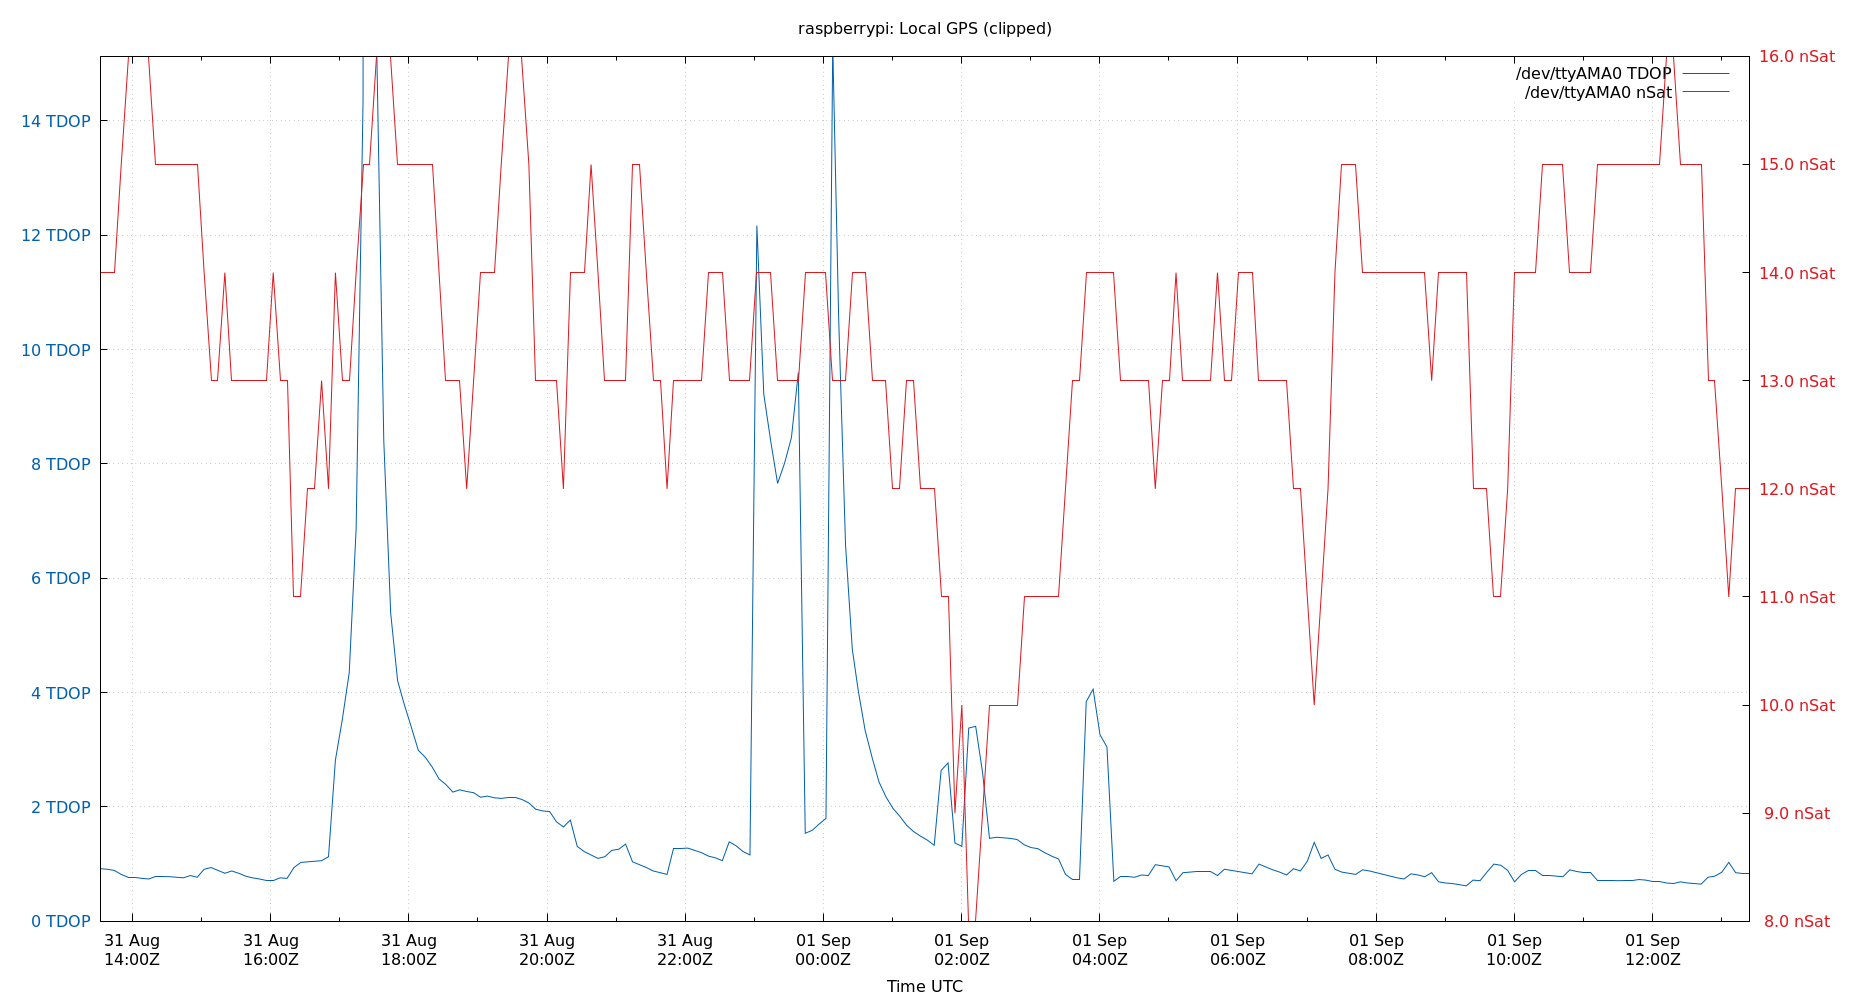 raspberrypi: Local GPS (clipped)
/dev/ttyAMA0 TDOP
/dev/ttyAMA0 nSat
14 TDOP
12 TDOP
10 TDOP
8 TDOP
6 TDOP
4 TDOP
2 TDOP
0 TDOP
16.0 nSat
15.0 nSat
14.0 nSat
13.0 nSat
12.0 nSat
11.0 nSat
10.0 nSat
9.0 nSat
8.0 nSat
31 Aug
14:00Z
31 Aug
16:00Z
31 Aug
18:00Z
31 Aug
20:00Z
31 Aug
22:00Z
01 Sep
00:00Z
01 Sep
02:00Z
01 Sep
04:00Z
01 Sep
06:00Z
01 Sep
08:00Z
01 Sep
10:00Z
01 Sep
12:00Z
Time UTC